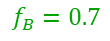 f_B = 0.7